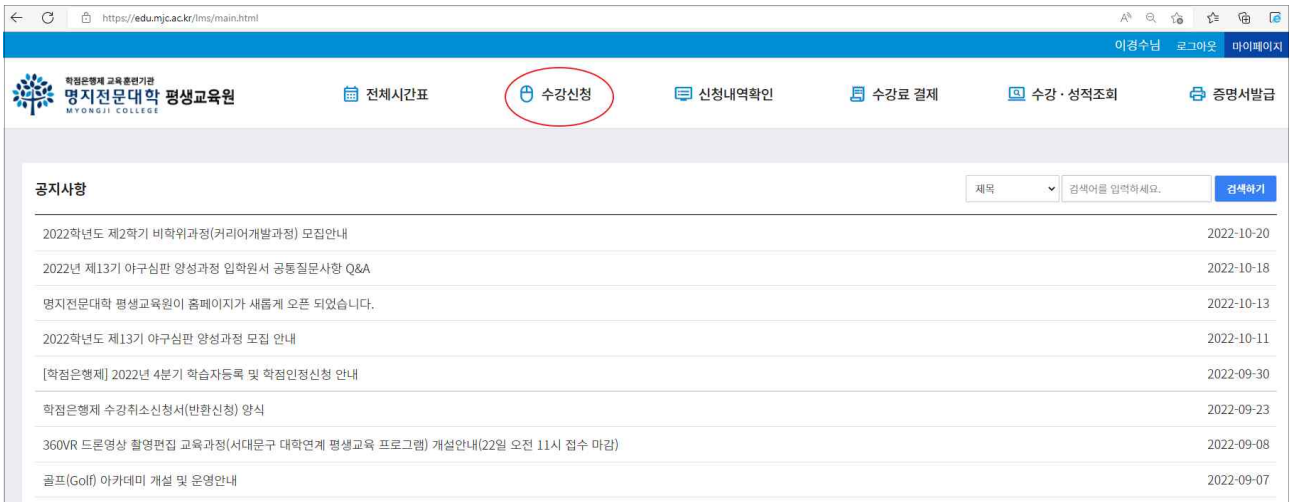 https://edu.mjc.ac.kr/lms/main.html
이경수님 로그아웃 마이페이지
학점은행제 교육훈련기관
명지전문대학 평생교육원
MYONGJI COLLEGE
전체시간표 수강신청 신청내역확인 수강료 결제 수강·성적조회 증명서발급
공지사항 제목 검색어를 입력하세요. 검색하기
2022학년도 제2학기 비학위과정(커리어개발과정) 모집안내 2022-10-20
2022년 제13기 야구심판 양성과정 입학원서 공통질문사항 Q&A 2022-10-18
명지전문대학 평생교육원이 홈페이지가 새롭게 오픈 되었습니다. 2022-10-13
2022학년도 제13기 야구심판 양성과정 모집 안내 2022-10-11
[학점은행제] 2022년 4분기 학습자등록 및 학점인정신청 안내 2022-09-30
학점은행제 수강취소신청서(반환신청) 양식 2022-09-23
360VR 드론영상 촬영편집 교육과정(서대문구 대학연계 평생교육 프로그램) 개설안내(22일 오전 11시 접수 마감) 2022-09-08
골프(Golf) 아카데미 개설 및 운영안내 2022-09-07